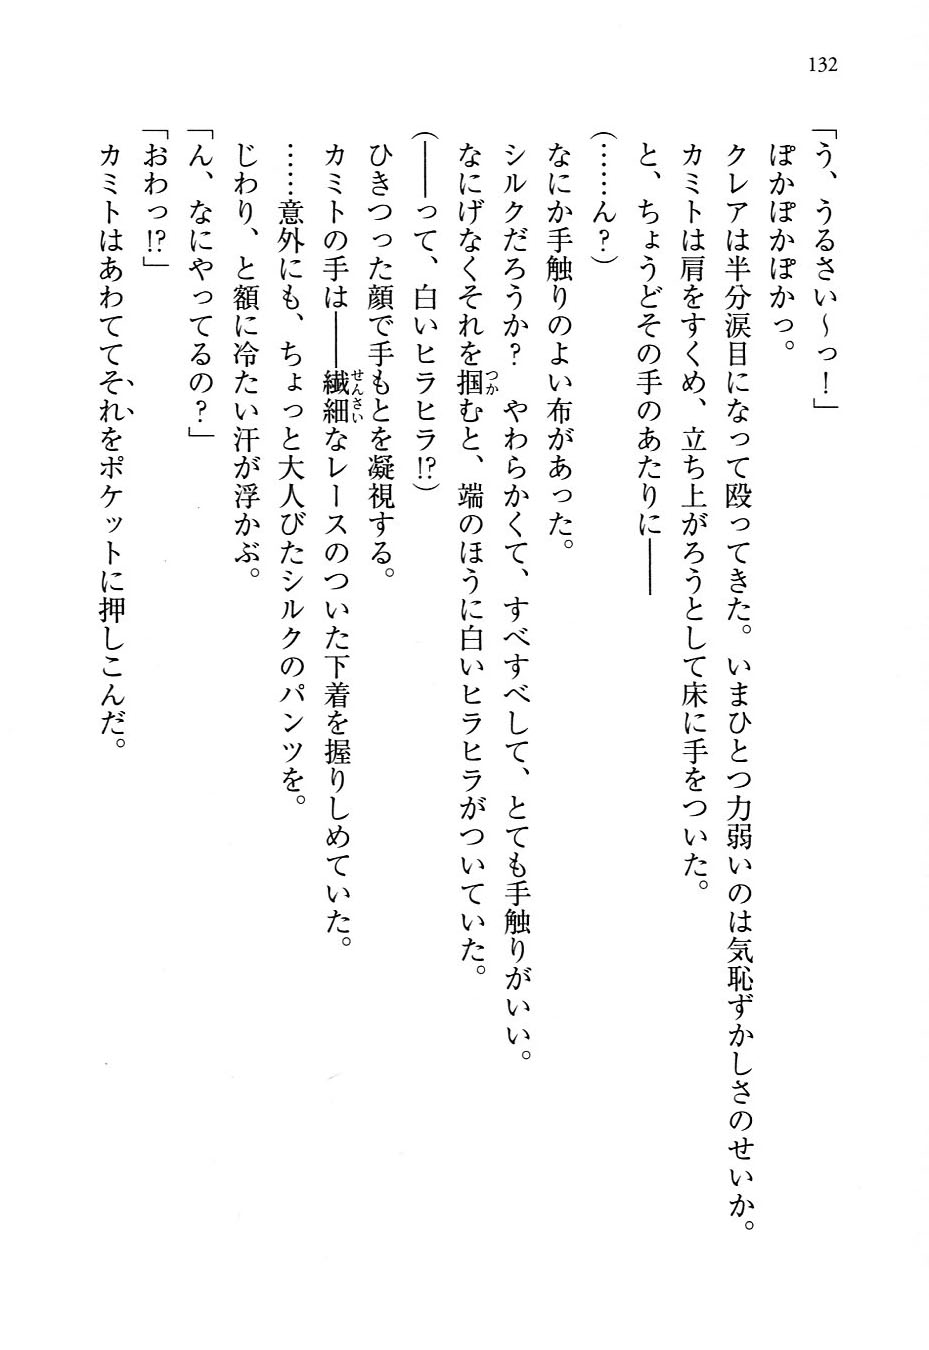 132
「う、うるさい～っ！」
ぽかぽかぽかっ。
クレアは半分涙目になって殴ってきた。いまひとつ力弱いのは気恥ずかしさのせいか。
カミトは肩をすくめ、立ち上がろうとして床に手をついた。
と、ちょうどその手のあたりに――
（……ん？）
なにか手触りのよい布があった。
シルクだろうか？　やわらかくて、すべすべして、とても手触りがいい。
なにげなくそれを掴むと、端のほうに白いヒラヒラがついていた。
（――って、白いヒラヒラ!?）
ひきつった顔で手もとを凝視する。
カミトの手は――繊細なレースのついた下着を握りしめていた。
……意外にも、ちょっと大人びたシルクのパンツを。
じわり、と額に冷たい汗が浮かぶ。
「ん、なにやってるの？」
「おわっ!?」
カミトはあわててそれをポケットに押しこんだ。